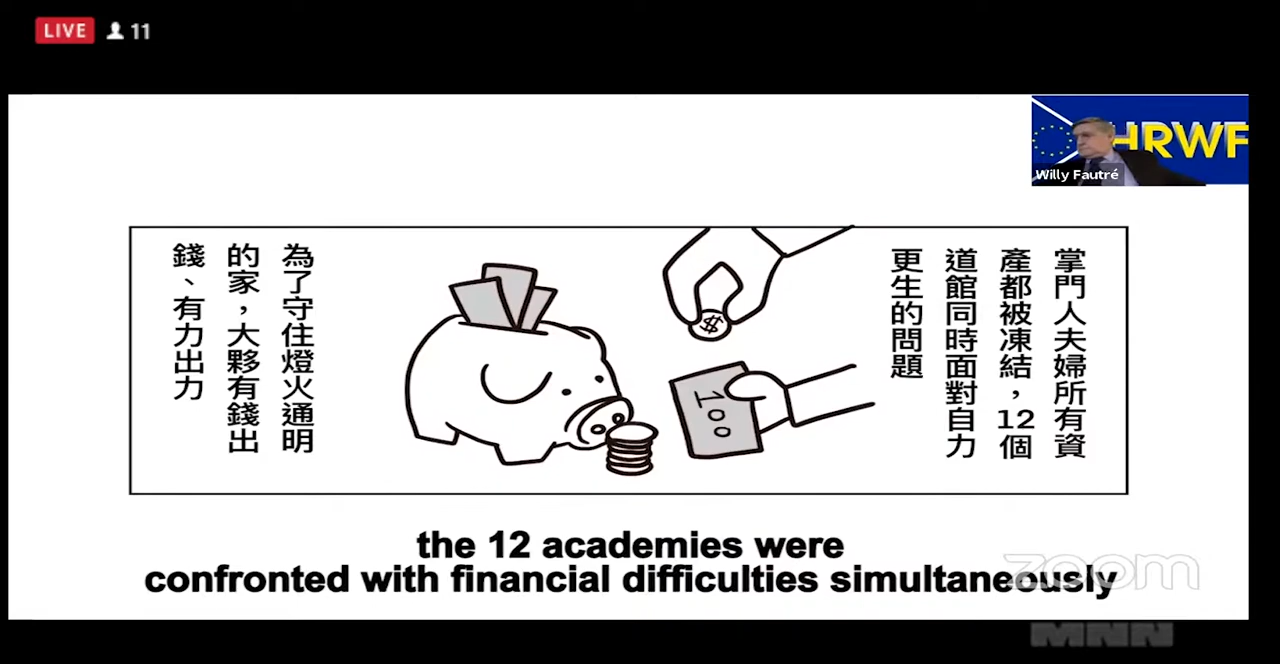 LIVE 11
HRWF
Willy Fautré
掌門人夫婦所有資
產都被凍結，12個
道館同時面對自力
更生的問題
為了守住燈火通明
的家，大夥有錢出
錢、有力出力
$
100
the 12 academies were
confronted with financial difficulties simultaneously
zoom
MNN